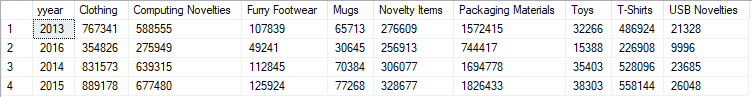 yyear Clothing Computing Novelties Furry Footwear Mugs Novelty Items Packaging Materials Toys T-Shirts USB Novelties
1 2013 767341 588555 107839 65713 276609 1572415 32266 484152 21328
2 2016 354826 275949 49241 30645 256913 744417 15388 226908 9996
3 2014 831573 639315 112845 70384 306077 1694778 35403 528096 23685
4 2015 889178 677480 125924 77268 328677 1826433 38303 558144 26048